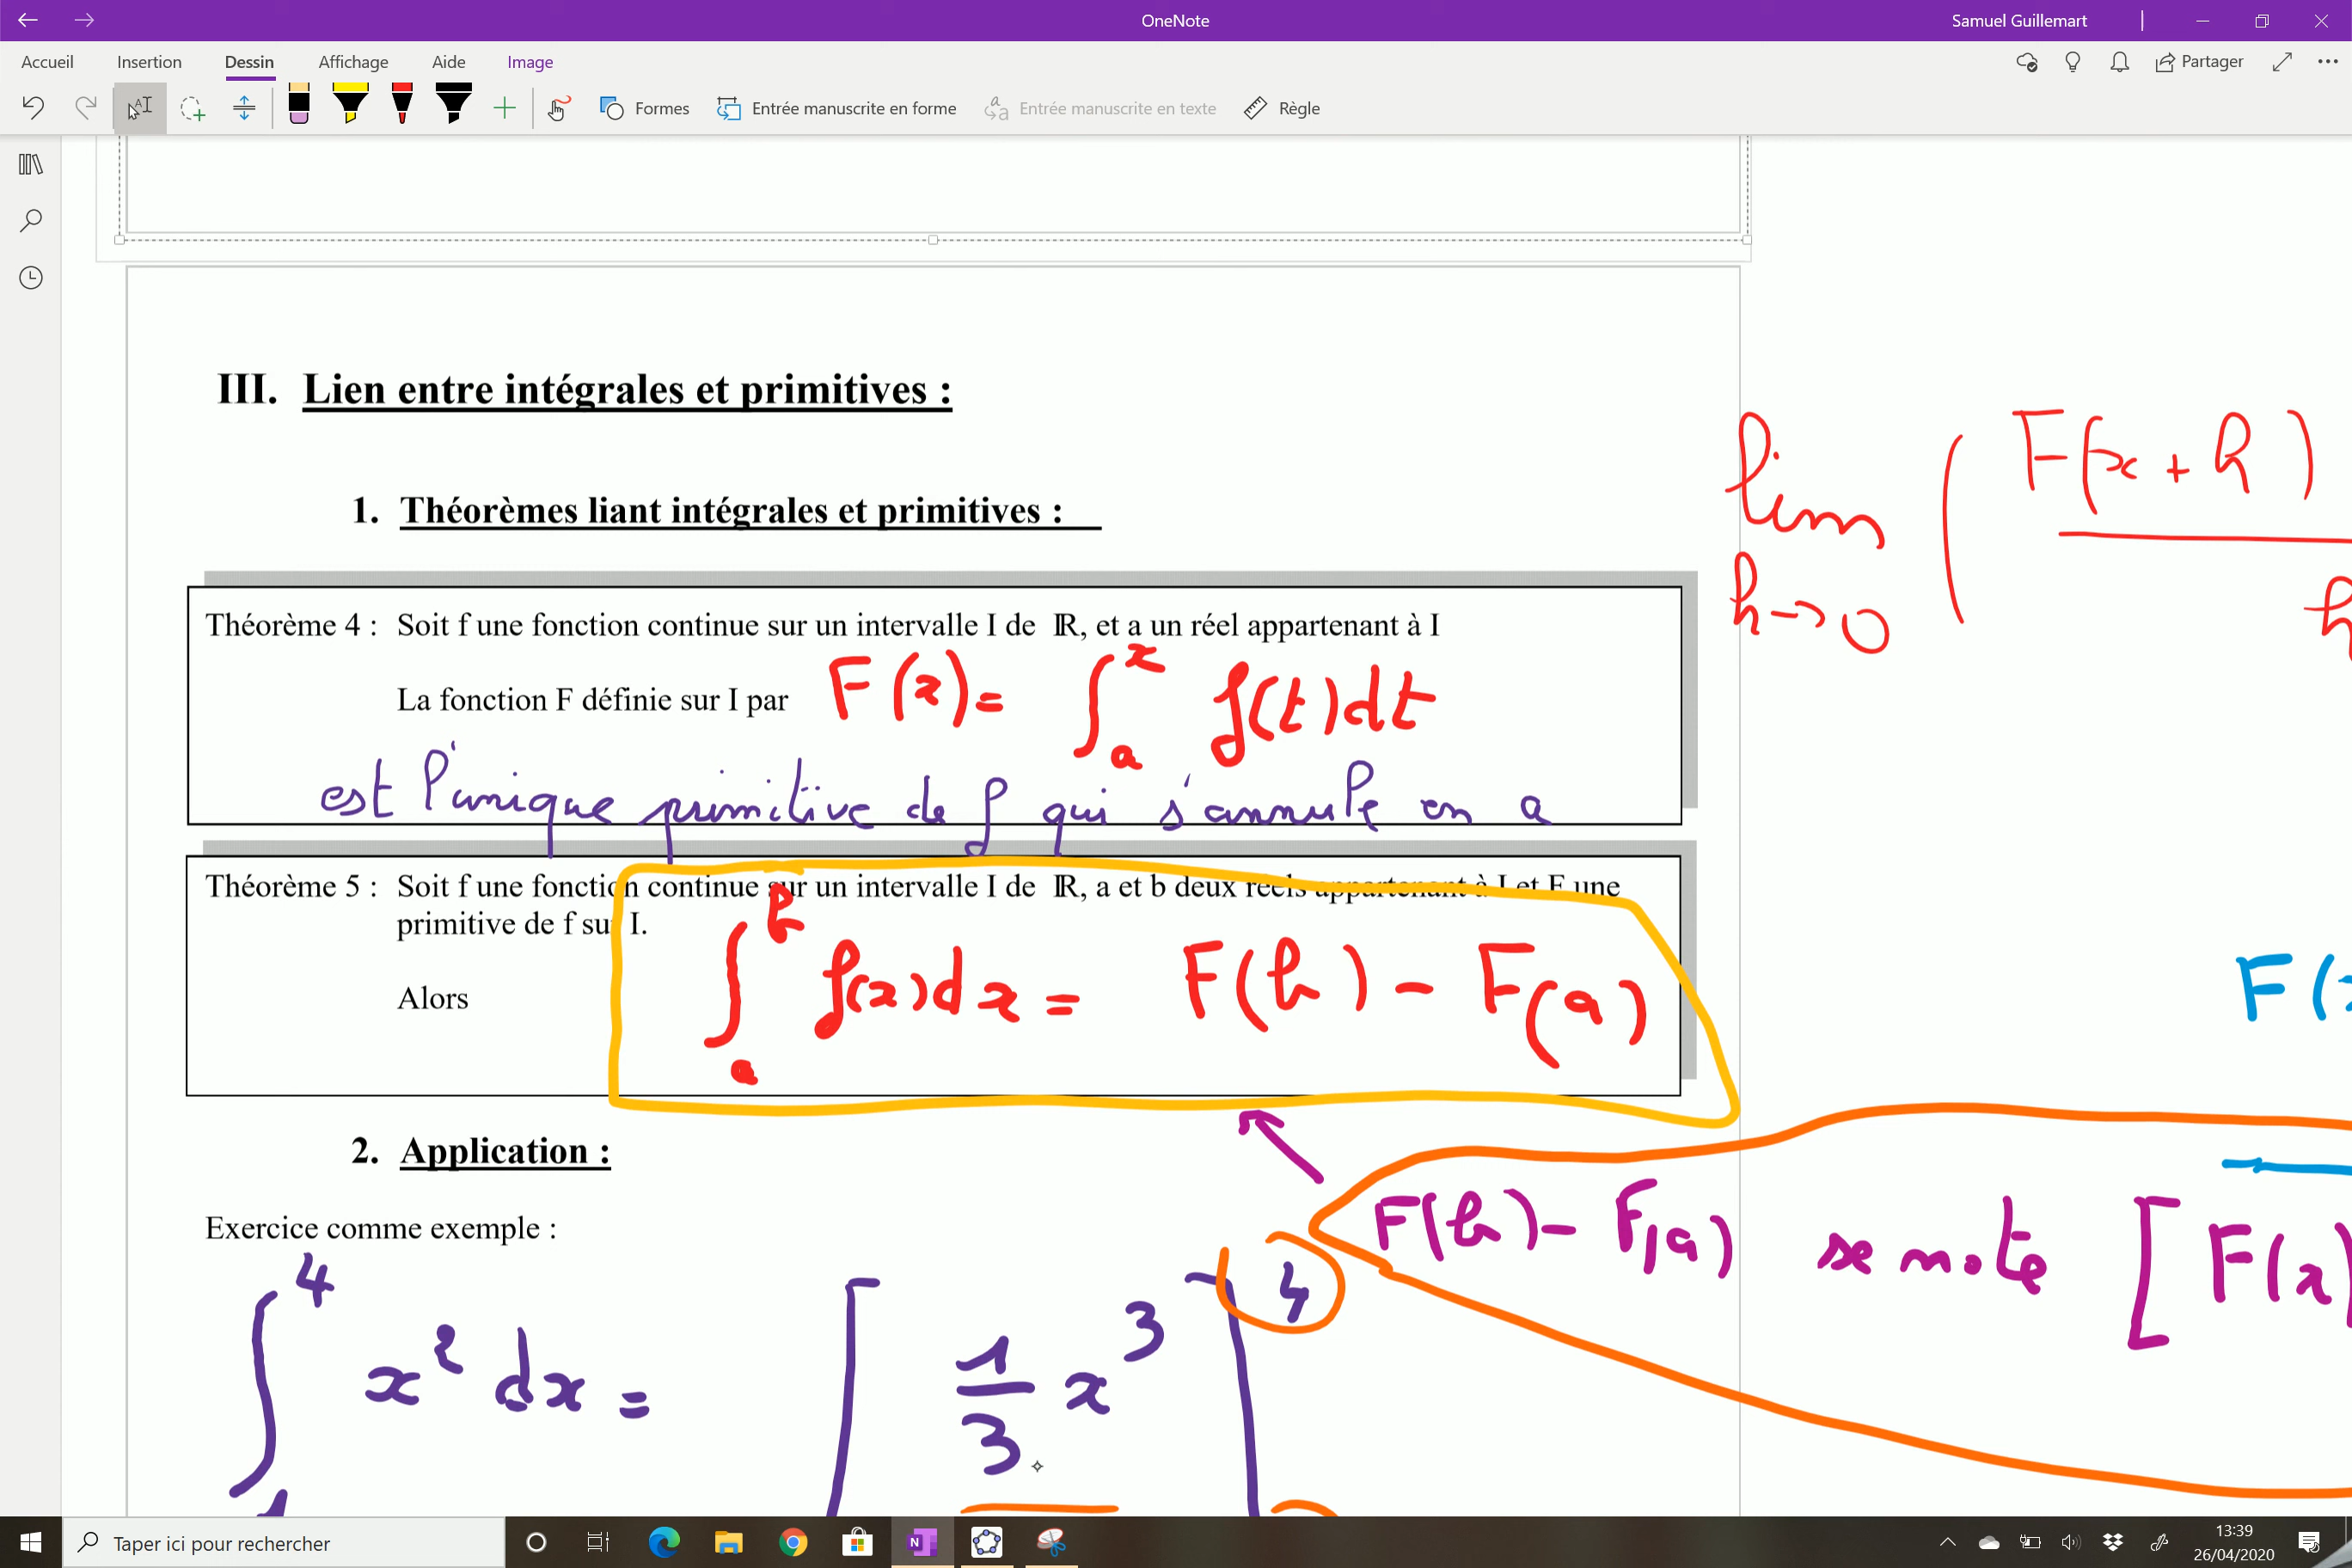 OneNote
Samuel Guillemart
Accueil Insertion Dessin Affichage Aide Image
Partager
Formes Entrée manuscrite en forme Entrée manuscrite en texte Règle
III. Lien entre intégrales et primitives :
1. Théorèmes liant intégrales et primitives :
lim h→0 ( F(x + h)
h
Théorème 4 : Soit f une fonction continue sur un intervalle I de ℝ, et a un réel appartenant à I
La fonction F définie sur I par F(x) = ∫ₐˣ f(t)dt
est l'unique primitive de f qui s'annule en a
Théorème 5 : Soit f une fonction continue sur un intervalle I de ℝ, a et b deux réels appartenant à I et F une
primitive de f sur I.
Alors ∫ₐᵇ f(x)dx = F(b) - F(a)
F(x
2. Application :
F(b) - F(a) se note [F(x)
Exercice comme exemple :
∫₁⁴ x² dx = [ 1/3 x³ ]⁴
Taper ici pour rechercher
13:39
26/04/2020